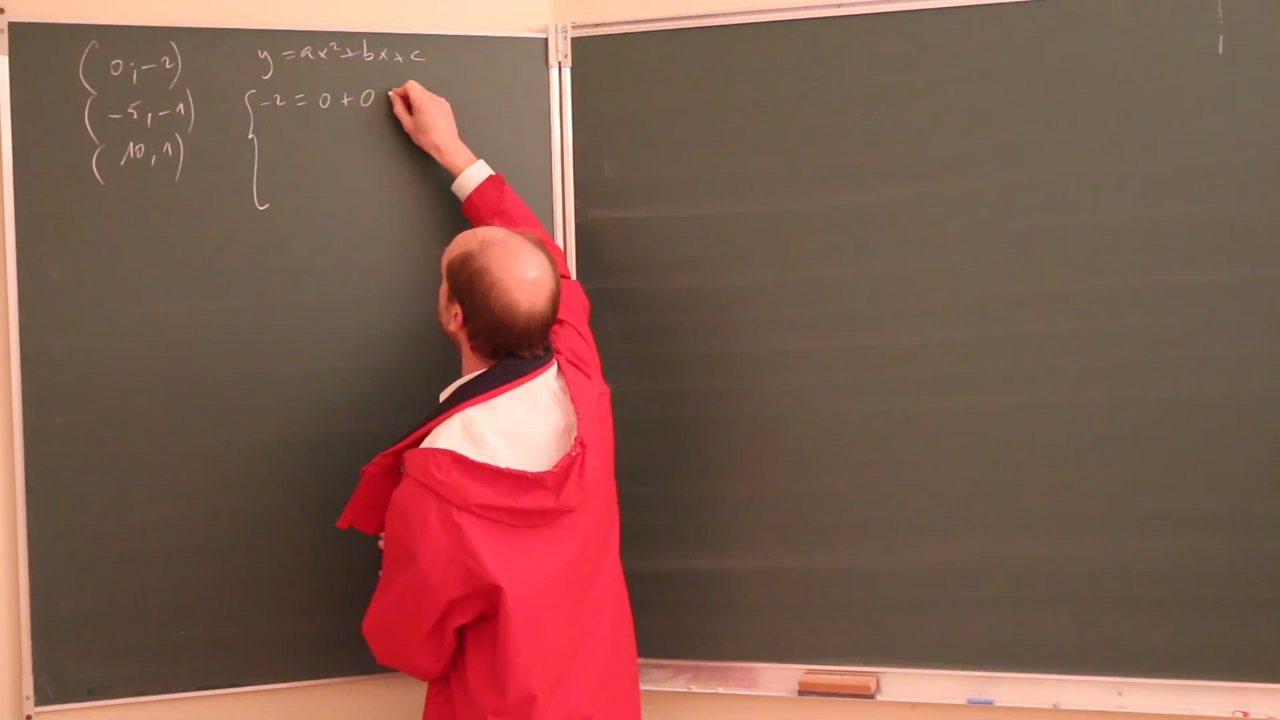 (0;-2)
(-5,-1)
(10,1)
y = ax²+bx+c
{-2 = 0 + 0